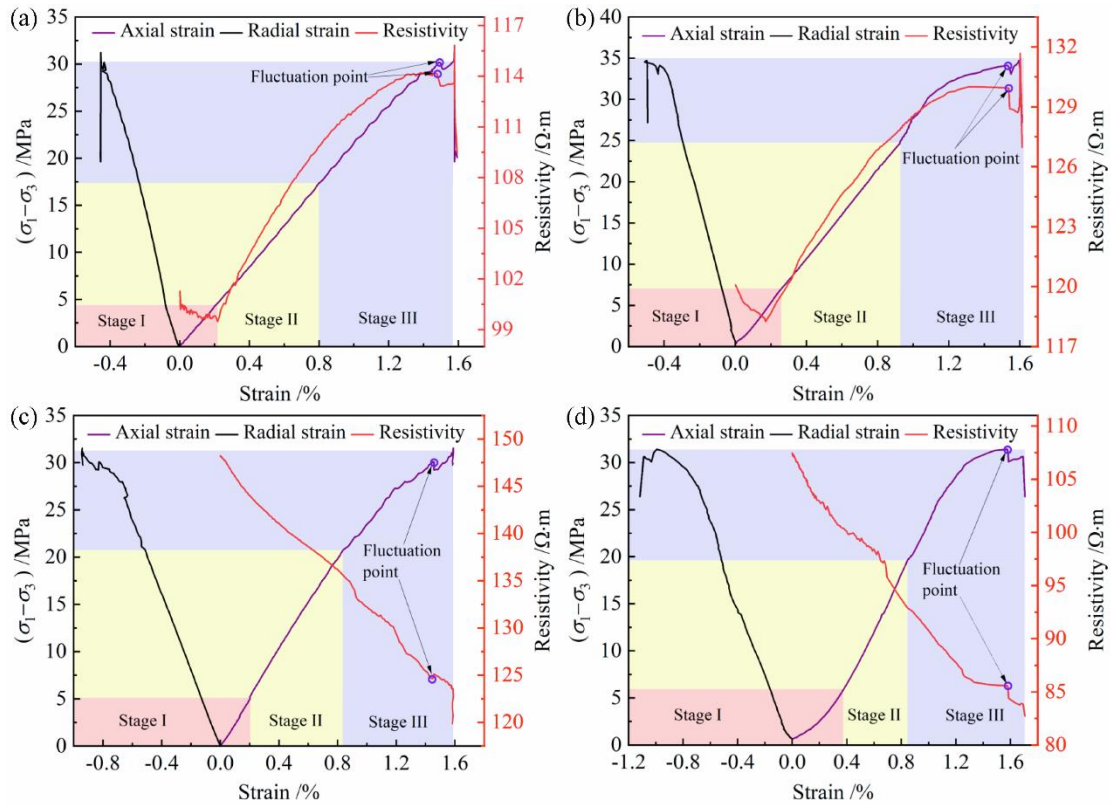 (a)
Axial strain Radial strain Resistivity
Fluctuation point
Stage I Stage II Stage III
35
30
25
20
15
10
5
0
(σ₁−σ₃) /MPa
117
114
111
108
105
102
99
Resistivity /Ω·m
-0.4 0.0 0.4 0.8 1.2 1.6
Strain /%
(b)
Axial strain Radial strain Resistivity
Fluctuation point
Stage I Stage II Stage III
40
35
30
25
20
15
10
5
0
(σ₁−σ₃) /MPa
132
129
126
123
120
117
Resistivity /Ω·m
-0.4 0.0 0.4 0.8 1.2 1.6
Strain /%
(c)
Axial strain Radial strain Resistivity
Fluctuation
point
Stage I Stage II Stage III
35
30
25
20
15
10
5
0
(σ₁−σ₃) /MPa
150
145
140
135
130
125
120
Resistivity /Ω·m
-0.8 -0.4 0.0 0.4 0.8 1.2 1.6
Strain /%
(d)
Axial strain Radial strain Resistivity
Fluctuation
point
Stage I Stage II Stage III
35
30
25
20
15
10
5
0
(σ₁−σ₃) /MPa
110
105
100
95
90
85
80
Resistivity /Ω·m
-1.2 -0.8 -0.4 0.0 0.4 0.8 1.2 1.6
Strain /%